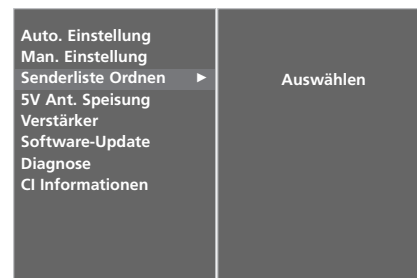 Auto. Einstellung
Man. Einstellung
Senderliste Ordnen ►
Auswählen
5V Ant. Speisung
Verstärker
Software-Update
Diagnose
CI Informationen